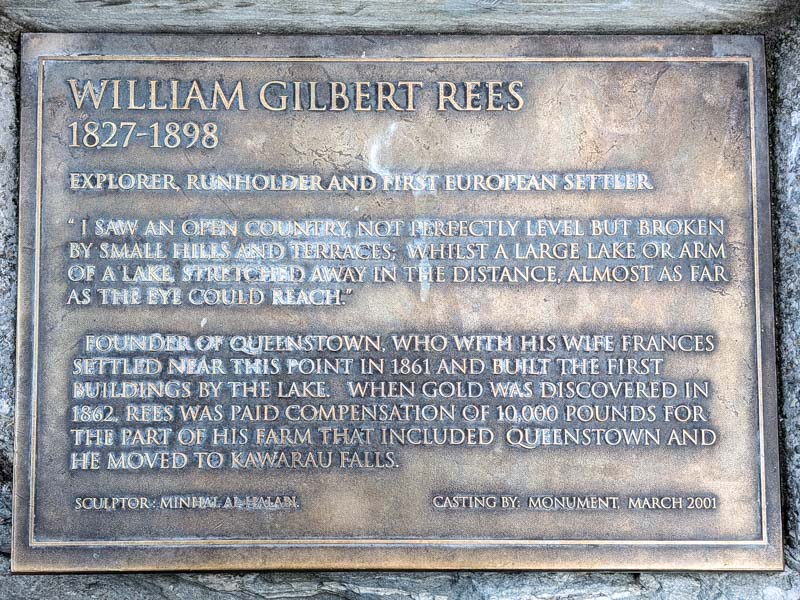 WILLIAM GILBERT REES
1827-1898
EXPLORER, RUNHOLDER AND FIRST EUROPEAN SETTLER
" I SAW AN OPEN COUNTRY, NOT PERFECTLY LEVEL BUT BROKEN
BY SMALL HILLS AND TERRACES; WHILST A LARGE LAKE OR ARM
OF A LAKE, STRETCHED AWAY IN THE DISTANCE, ALMOST AS FAR
AS THE EYE COULD REACH."
FOUNDER OF QUEENSTOWN, WHO WITH HIS WIFE FRANCES
SETTLED NEAR THIS POINT IN 1861 AND BUILT THE FIRST
BUILDINGS BY THE LAKE. WHEN GOLD WAS DISCOVERED IN
1862, REES WAS PAID COMPENSATION OF 10,000 POUNDS FOR
THE PART OF HIS FARM THAT INCLUDED QUEENSTOWN AND
HE MOVED TO KAWARAU FALLS.
SCULPTOR: MINHAL AL HALABI.
CASTING BY: MONUMENT, MARCH 2001